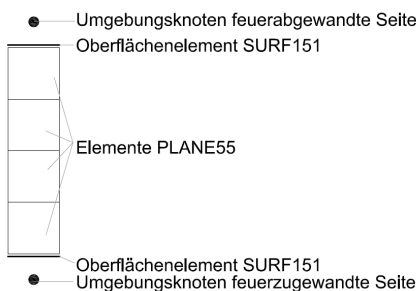 Umgebungsknoten feuerabgewandte Seite
Oberflächenelement SURF151
Elemente PLANE55
Oberflächenelement SURF151
Umgebungsknoten feuerzugewandte Seite